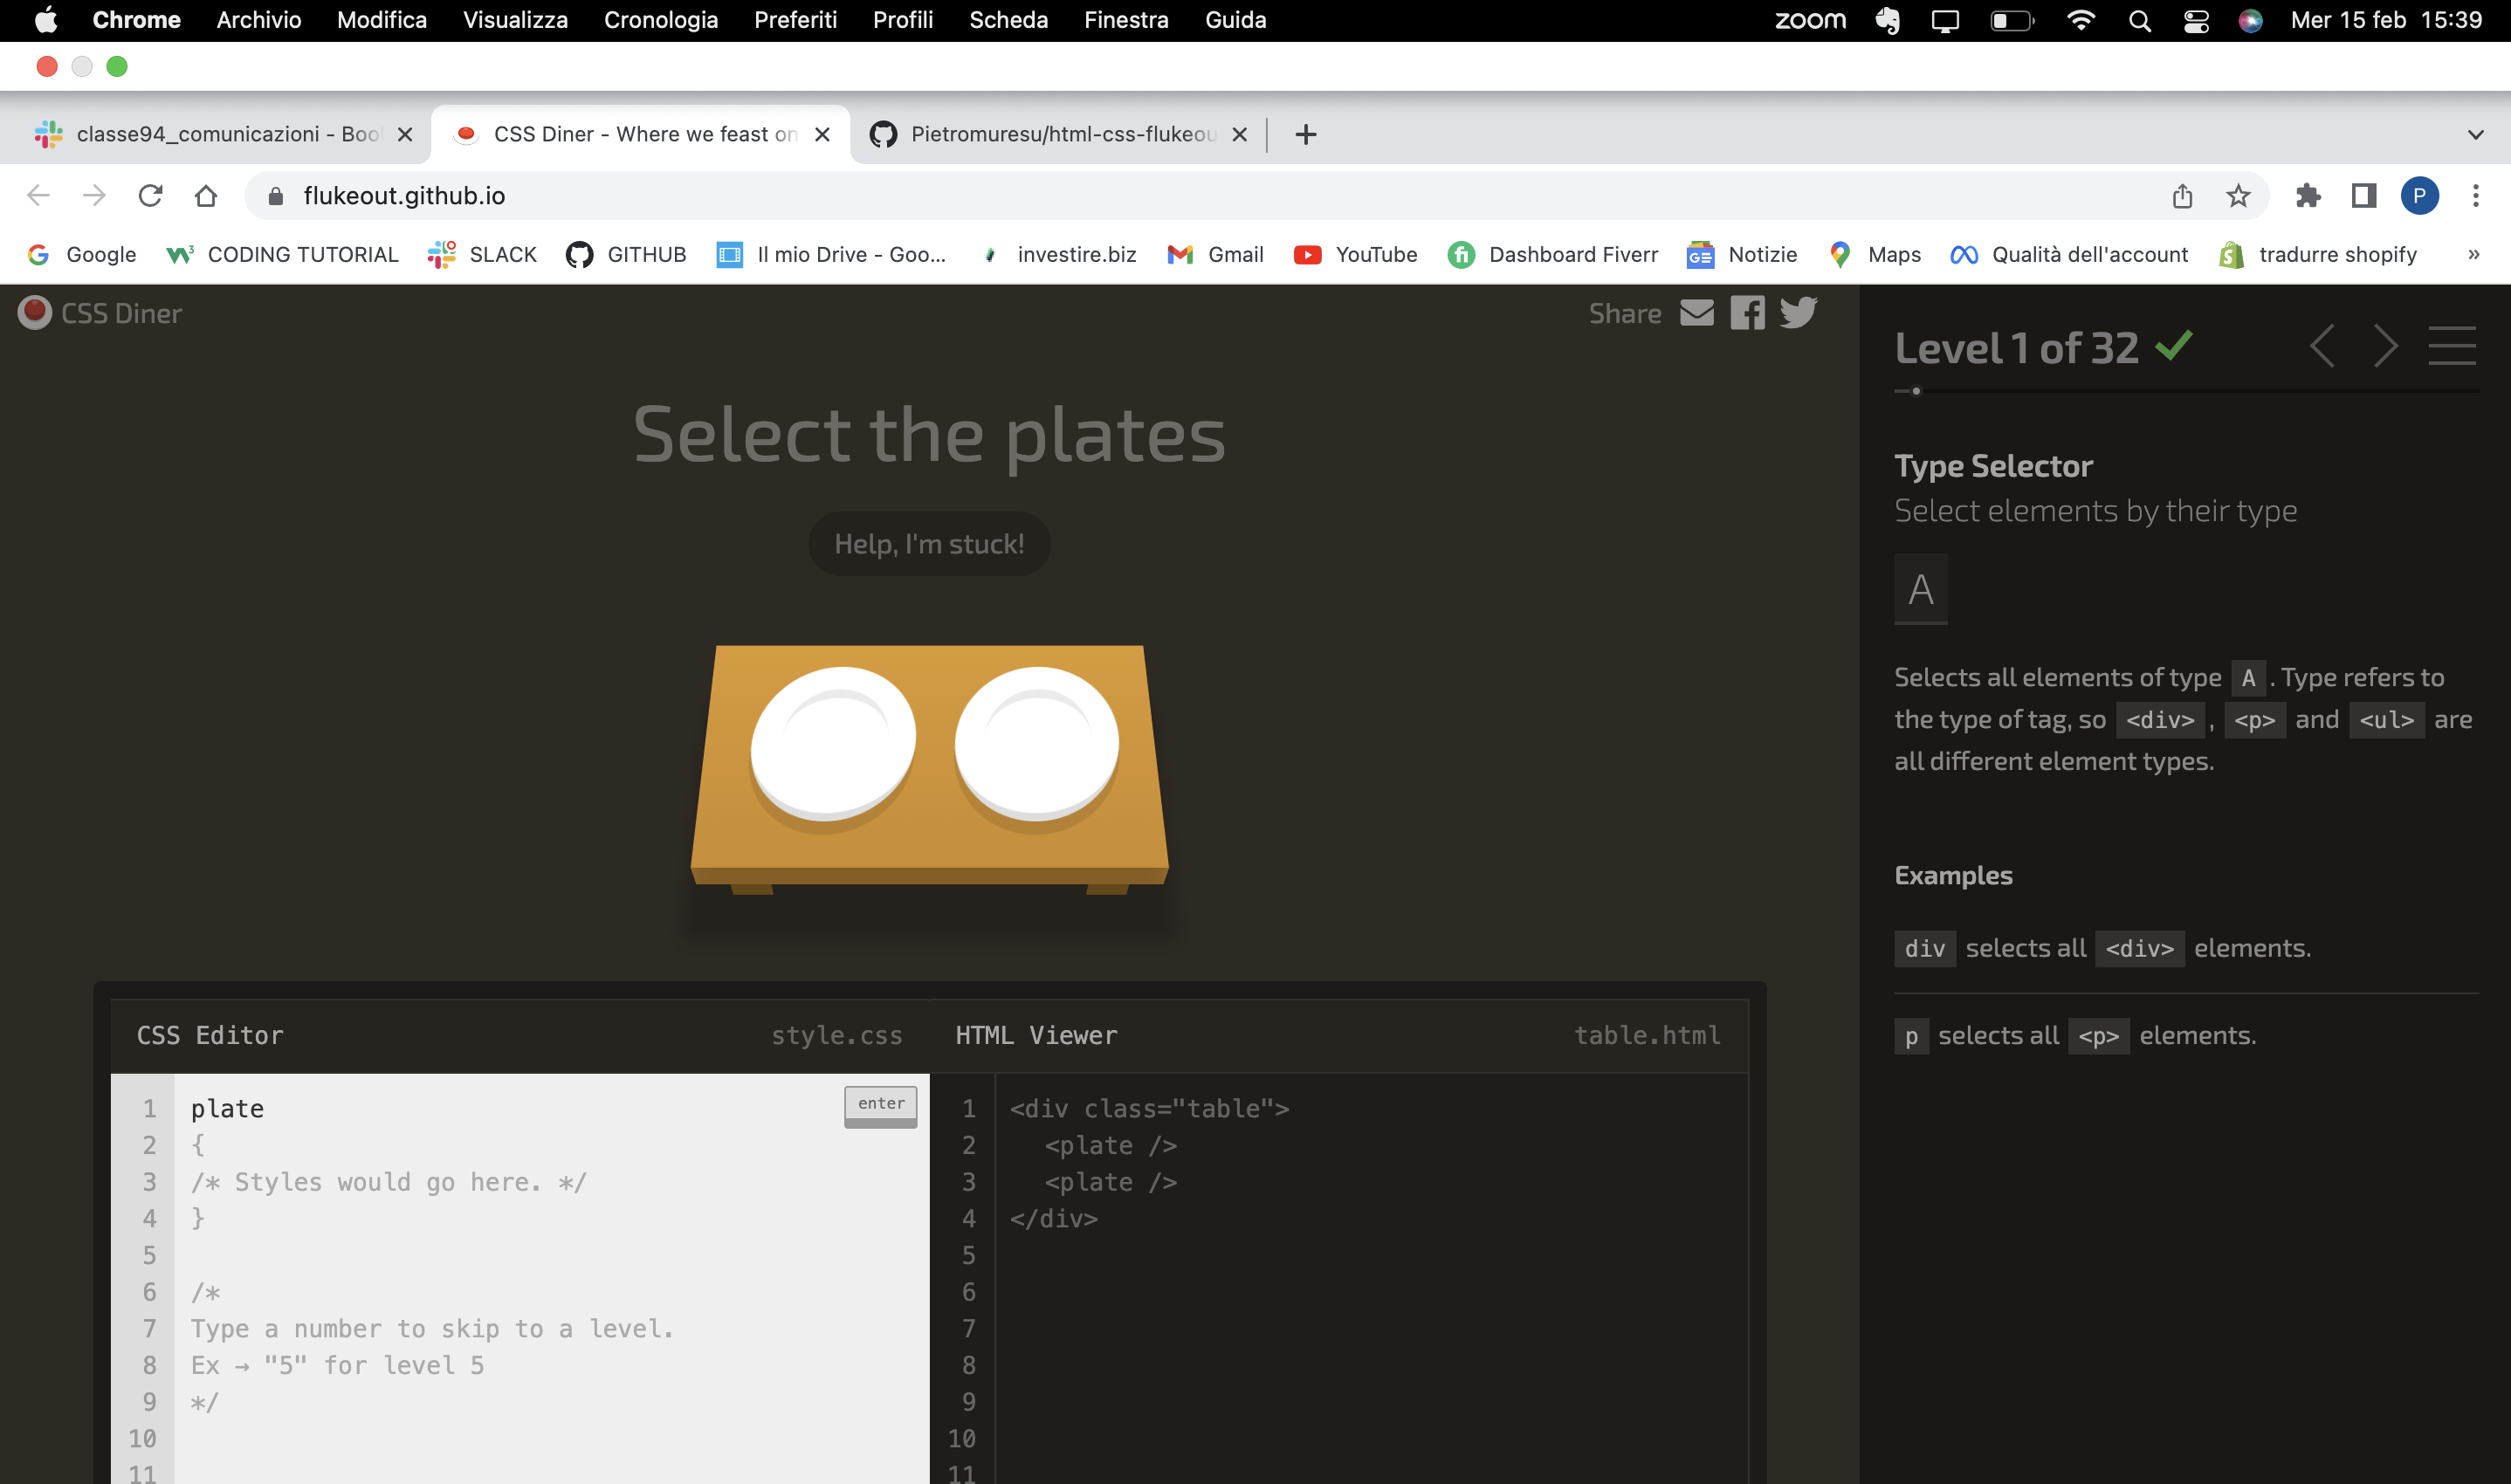 Chrome Archivio Modifica Visualizza Cronologia Preferiti Profili Scheda Finestra Guida zoom Mer 15 feb 15:39
classe94_comunicazioni - Boo CSS Diner - Where we feast on Pietromuresu/html-css-flukeou
flukeout.github.io P
Google CODING TUTORIAL SLACK GITHUB Il mio Drive - Goo... investire.biz Gmail YouTube Dashboard Fiverr Notizie Maps Qualità dell'account tradurre shopify »
CSS Diner Share
Level 1 of 32
Select the plates
Help, I'm stuck!
Type Selector
Select elements by their type
A
Selects all elements of type A . Type refers to
the type of tag, so <div> , <p> and <ul> are
all different element types.
Examples
div selects all <div> elements.
p selects all <p> elements.
CSS Editor style.css
1 plate enter
2 {
3 /* Styles would go here. */
4 }
5
6 /*
7 Type a number to skip to a level.
8 Ex → "5" for level 5
9 */
10
11
HTML Viewer table.html
1 <div class="table">
2 <plate />
3 <plate />
4 </div>
5
6
7
8
9
10
11